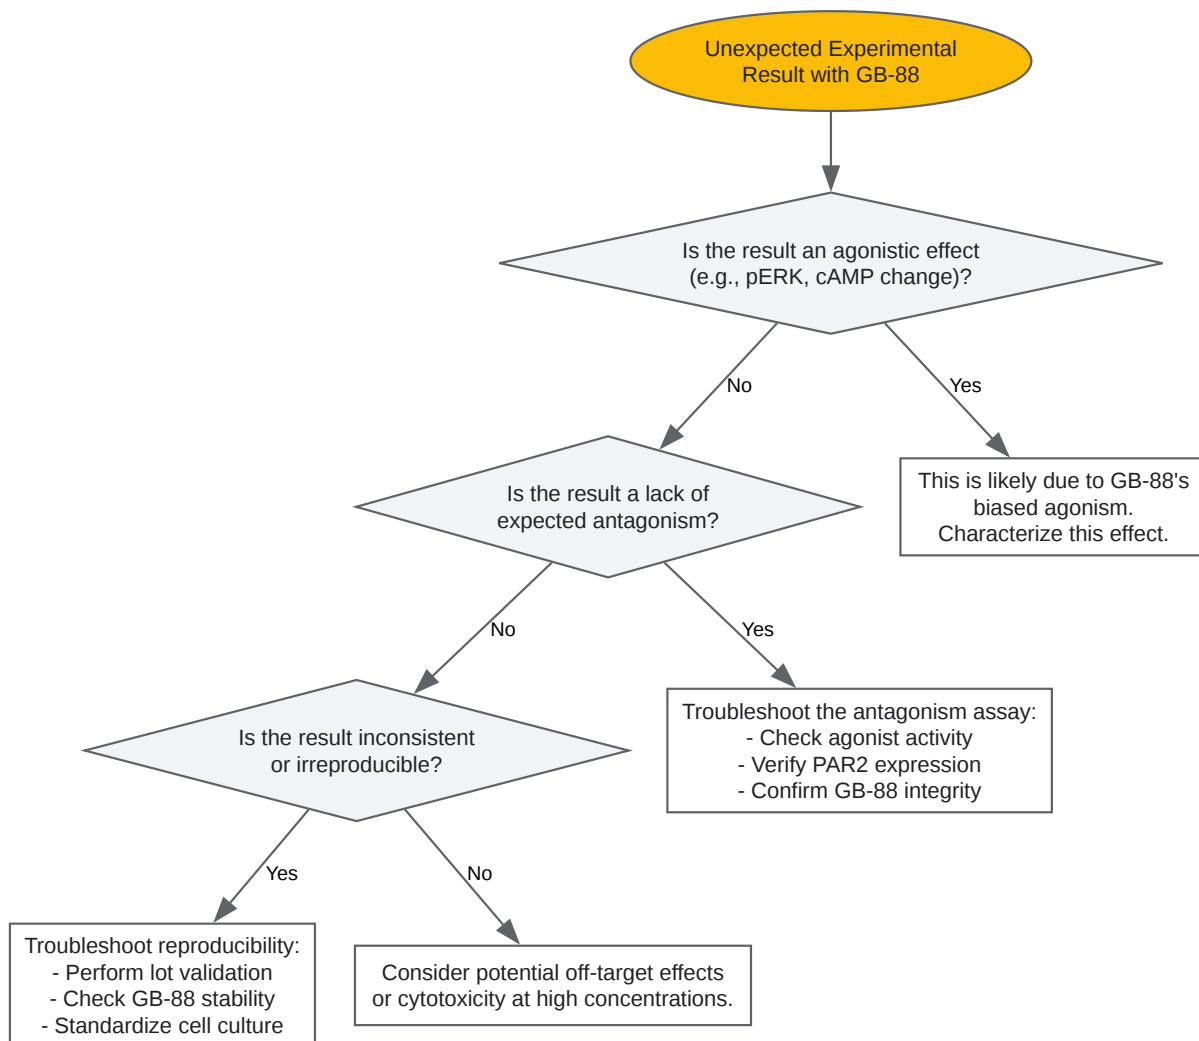 Unexpected Experimental
Result with GB-88
Is the result an agonistic effect
(e.g., pERK, cAMP change)?
No
Yes
Is the result a lack of
expected antagonism?
This is likely due to GB-88's
biased agonism.
Characterize this effect.
No
Yes
Is the result inconsistent
or irreproducible?
Troubleshoot the antagonism assay:
- Check agonist activity
- Verify PAR2 expression
- Confirm GB-88 integrity
Yes
No
Troubleshoot reproducibility:
- Perform lot validation
- Check GB-88 stability
- Standardize cell culture
Consider potential off-target effects
or cytotoxicity at high concentrations.